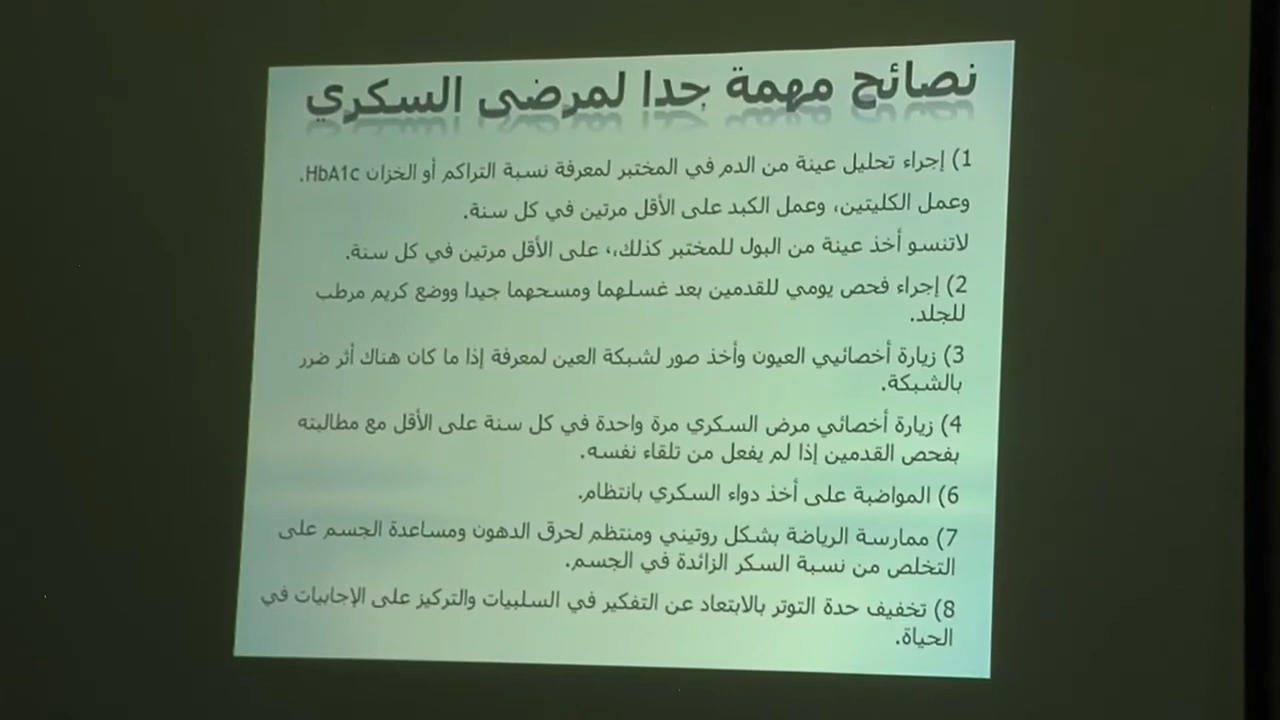 نصائح مهمة جدا لمرضى السكري
1) إجراء تحليل عينة من الدم في المختبر لمعرفة نسبة التراكم أو الخزان HbA1c.
وعمل الكليتين، وعمل الكبد على الأقل مرتين في كل سنة.
لاتنسو أخذ عينة من البول للمختبر كذلك،، على الأقل مرتين في كل سنة.
2) إجراء فحص يومي للقدمين بعد غسلهما ومسحهما جيدا ووضع كريم مرطب
للجلد.
3) زيارة أخصائيي العيون وأخذ صور لشبكة العين لمعرفة إذا ما كان هناك أثر ضرر
بالشبكة.
4) زيارة أخصائي مرض السكري مرة واحدة في كل سنة على الأقل مع مطالبته
بفحص القدمين إذا لم يفعل من تلقاء نفسه.
6) المواضبة على أخذ دواء السكري بانتظام.
7) ممارسة الرياضة بشكل روتيني ومنتظم لحرق الدهون ومساعدة الجسم على
التخلص من نسبة السكر الزائدة في الجسم.
8) تخفيف حدة التوتر بالابتعاد عن التفكير في السلبيات والتركيز على الإجابيات في
الحياة.